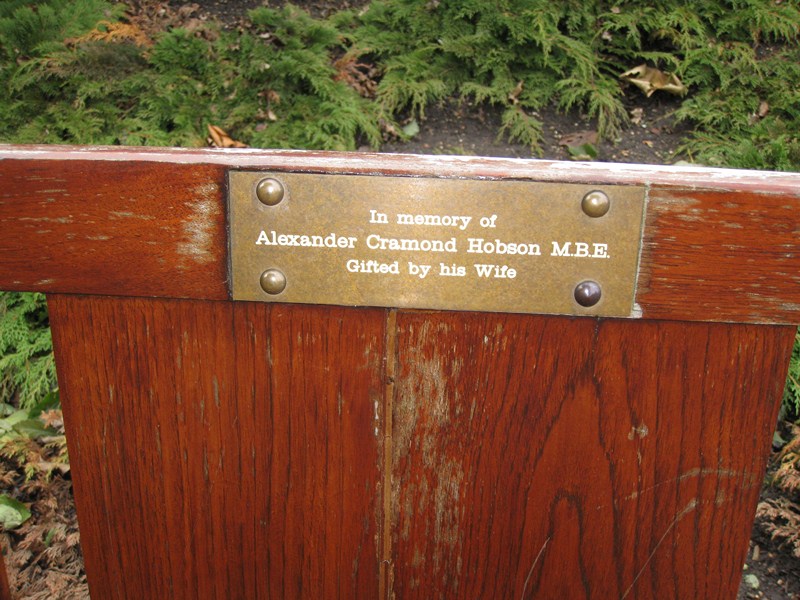 In memory of
Alexander Cramond Hobson M.B.E.
Gifted by his Wife